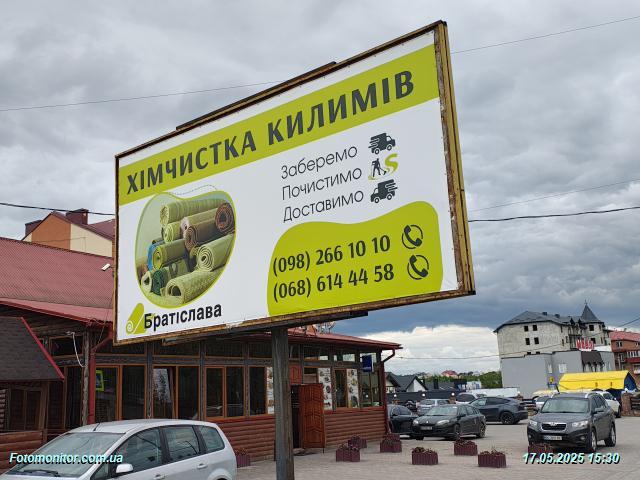 ХІМЧИСТКА КИЛИМІВ
Заберемо
Почистимо
Доставимо
(098) 266 10 10
(068) 614 44 58
Братіслава
Fotomonitor.com.ua
17.05.2025 15:30